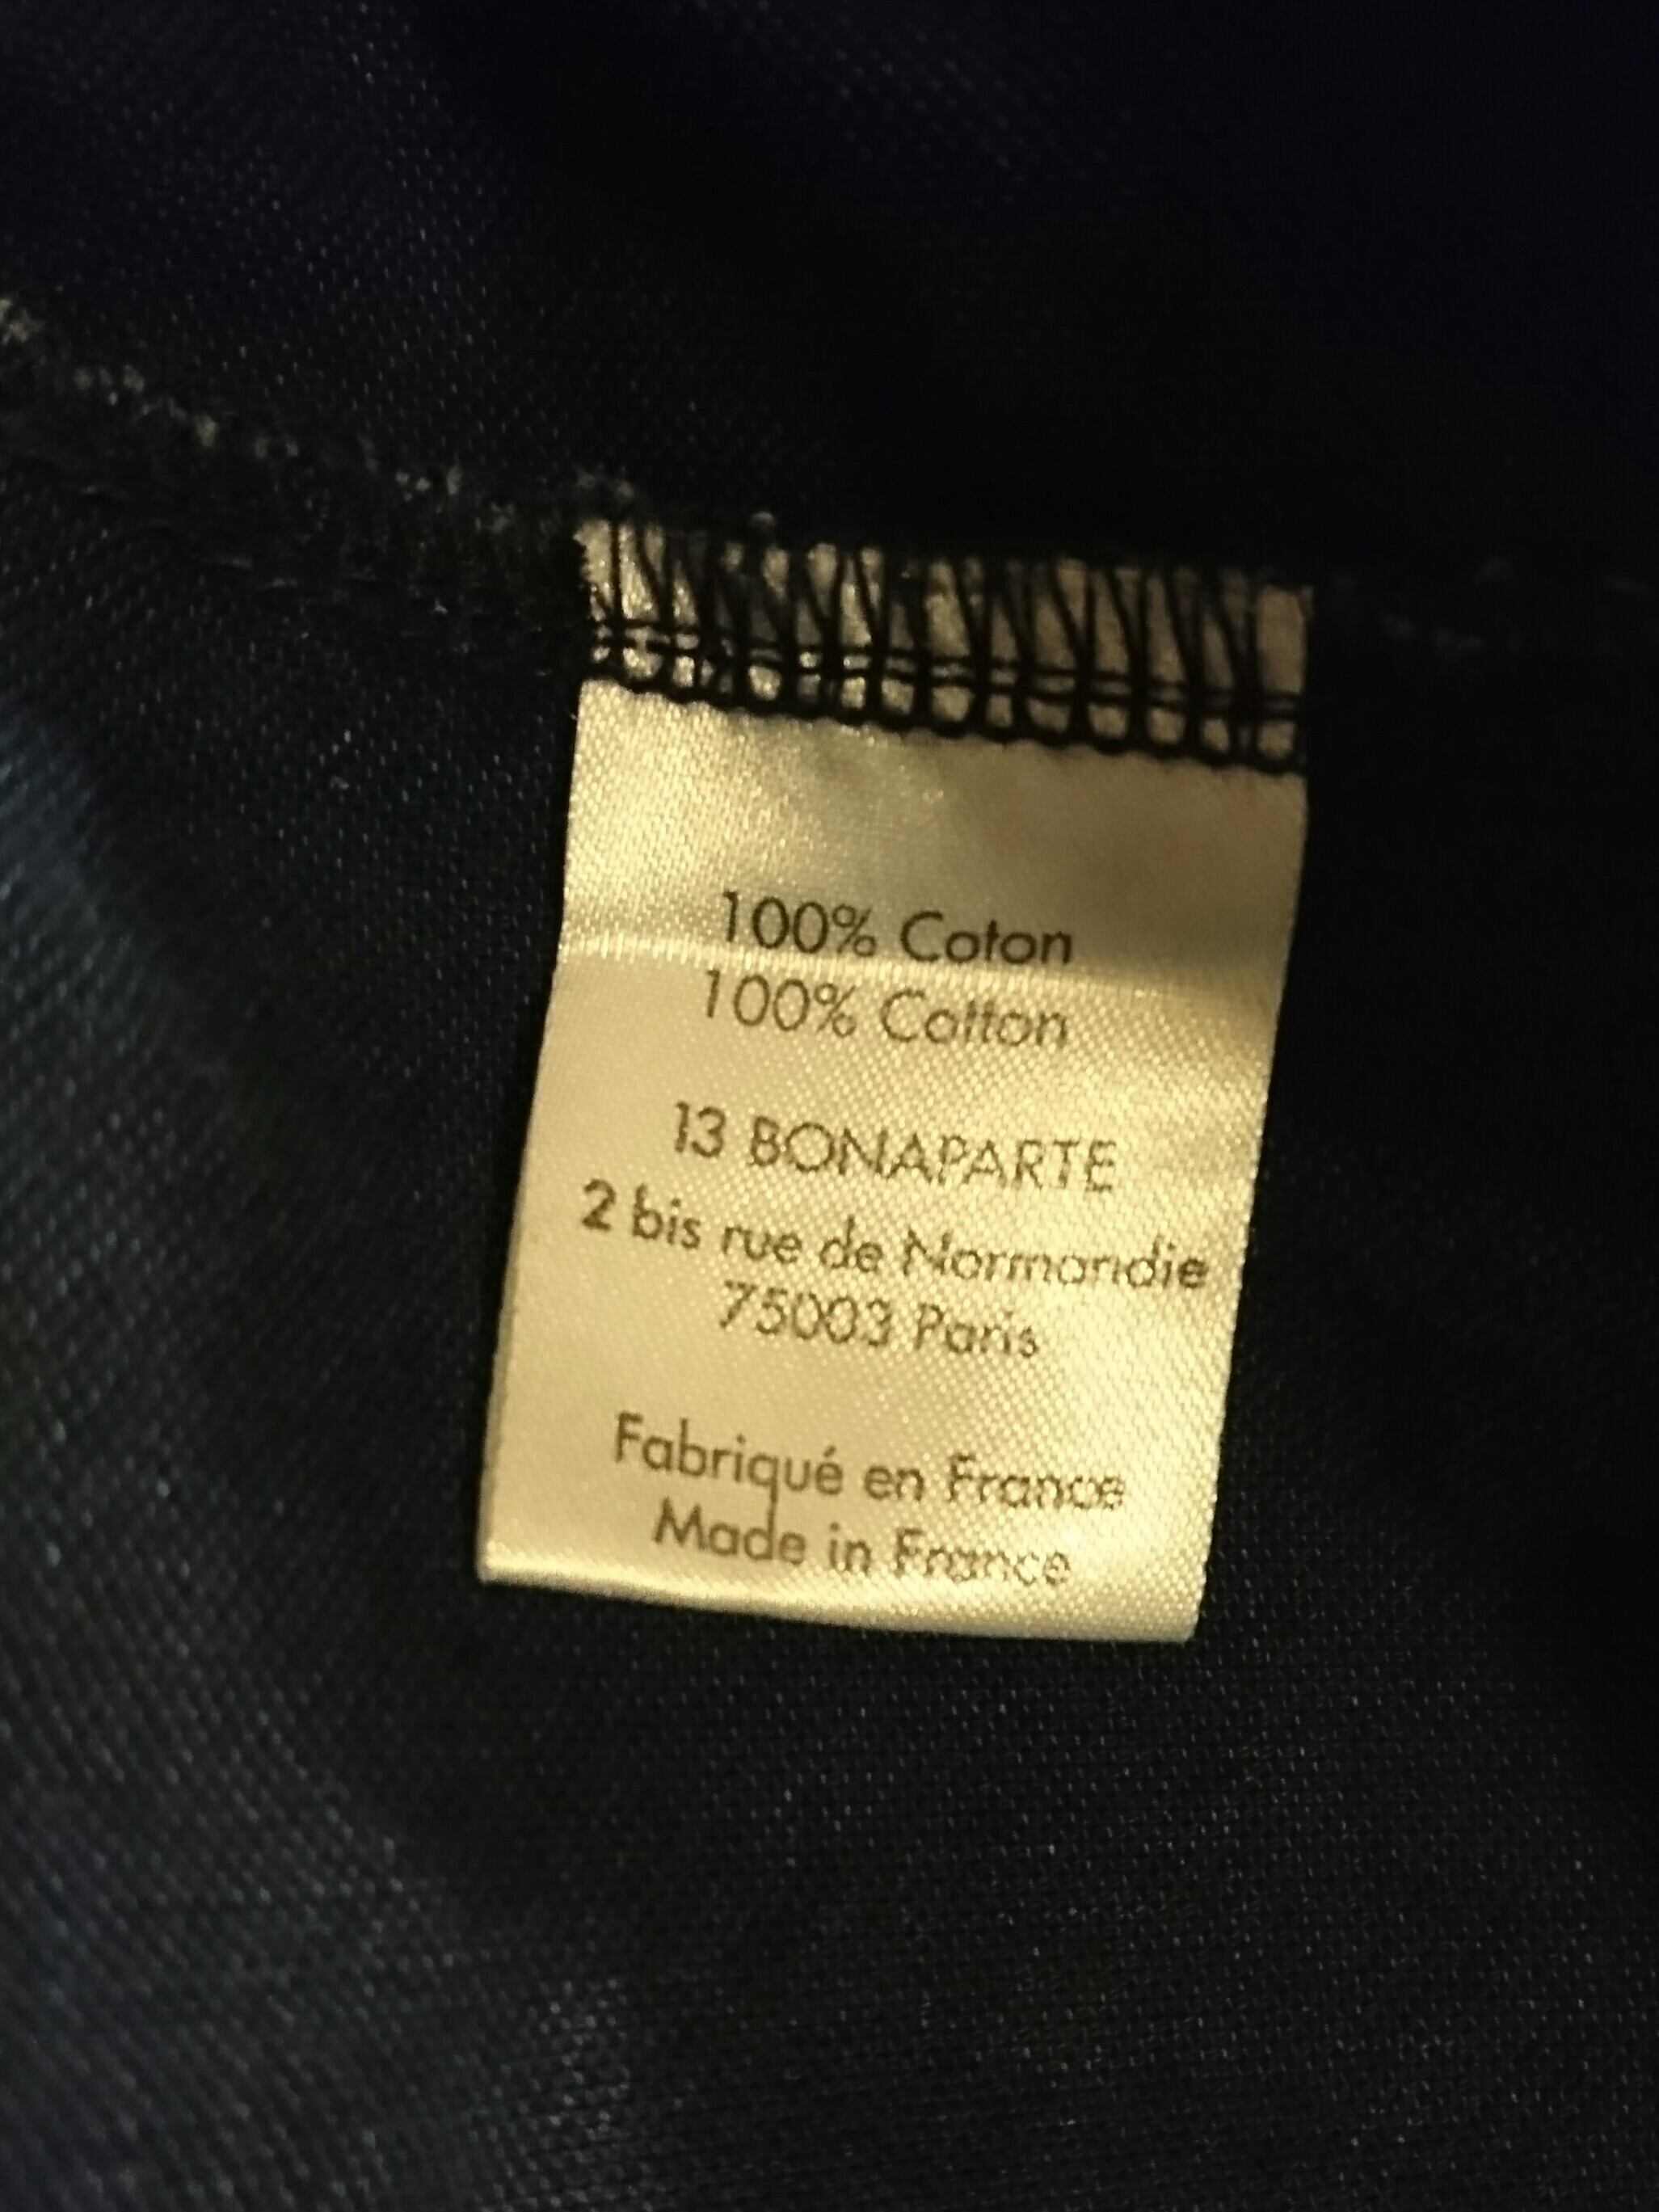 100% Coton
100% Cotton
13 BONAPARTE
2 bis rue de Normandie
75003 Paris
Fabriqué en France
Made in France